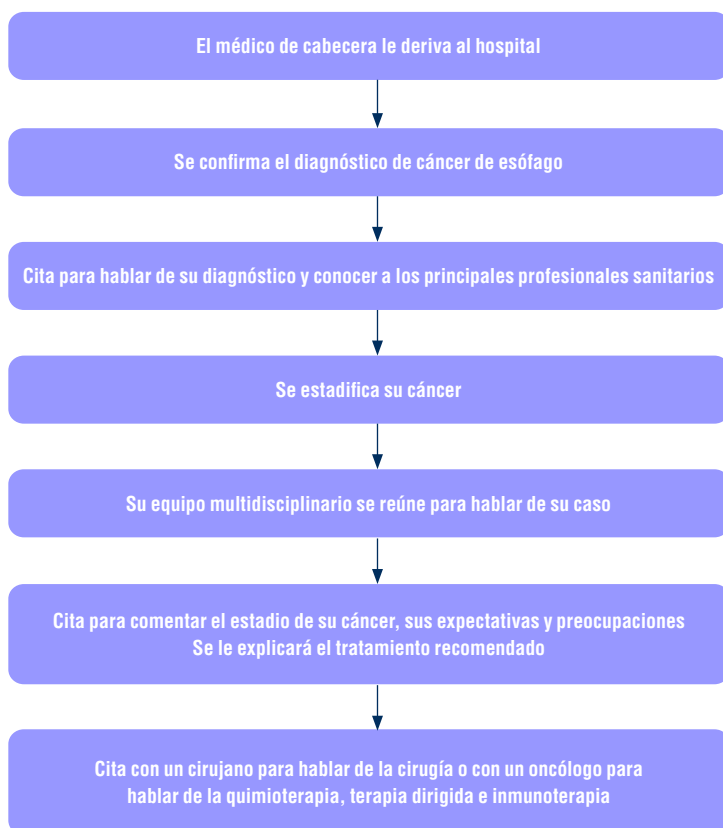 El médico de cabecera le deriva al hospital
Se confirma el diagnóstico de cáncer de esófago
Cita para hablar de su diagnóstico y conocer a los principales profesionales sanitarios
Se estadifica su cáncer
Su equipo multidisciplinario se reúne para hablar de su caso
Cita para comentar el estadio de su cáncer, sus expectativas y preocupaciones
Se le explicará el tratamiento recomendado
Cita con un cirujano para hablar de la cirugía o con un oncólogo para
hablar de la quimioterapia, terapia dirigida e inmunoterapia